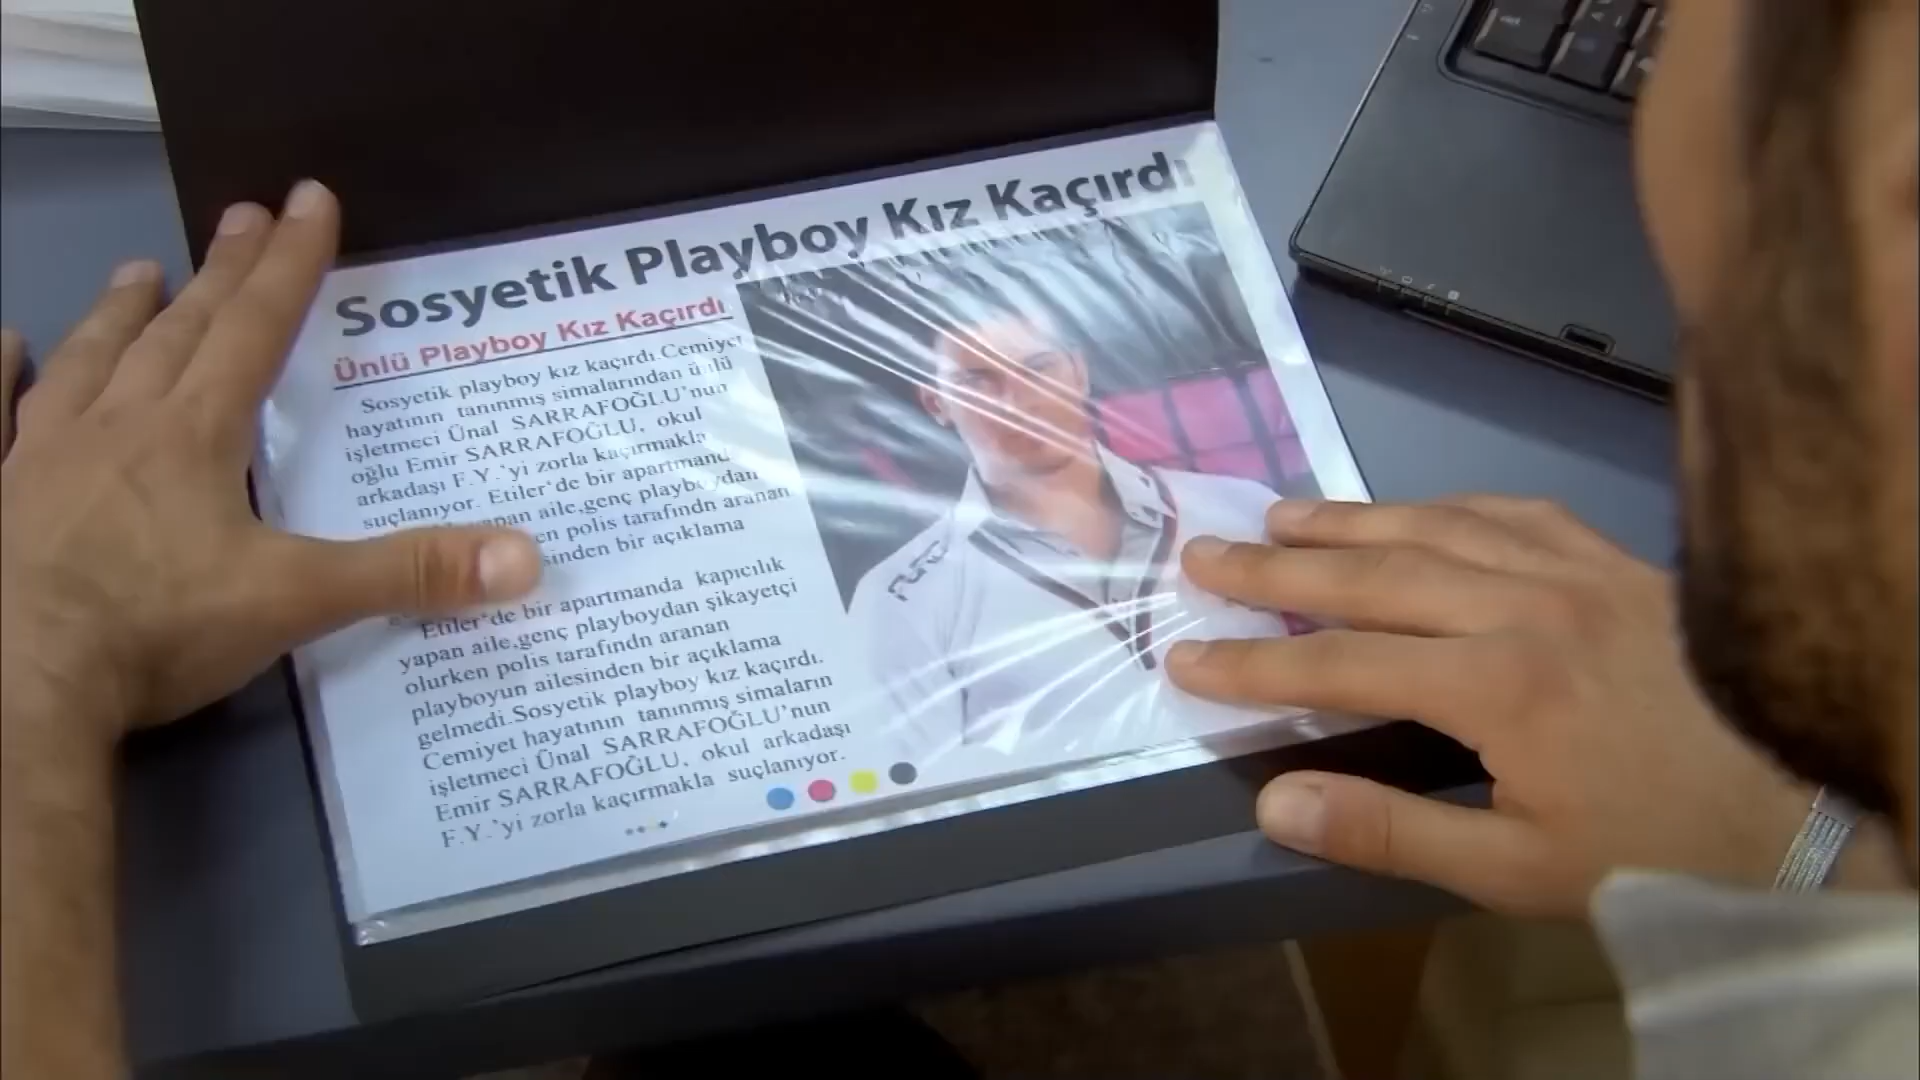 Sosyetik Playboy Kız Kaçırdı
Ünlü Playboy Kız Kaçırdı
Sosyetik playboy kız kaçırdı.Cemiyet
hayatının tanınmış simalarından ünlü
işletmeci Ünal SARRAFOĞLU'nun
oğlu Emir SARRAFOĞLU, okul
arkadaşı F.Y.'yi zorla kaçırmakla
suçlanıyor. Etiler'de bir apartmanda
yapan aile,genç playboydan
polis tarafındn aranan
bir açıklama
Etiler'de bir apartmanda kapıcılık
yapan aile,genç playboydan şikayetçi
olurken polis tarafındn aranan
playboyun ailesinden bir açıklama
gelmedi.Sosyetik playboy kız kaçırdı.
Cemiyet hayatının tanınmış simaların
işletmeci Ünal SARRAFOĞLU'nun
Emir SARRAFOĞLU, okul arkadaşı
F.Y.'yi zorla kaçırmakla suçlanıyor.